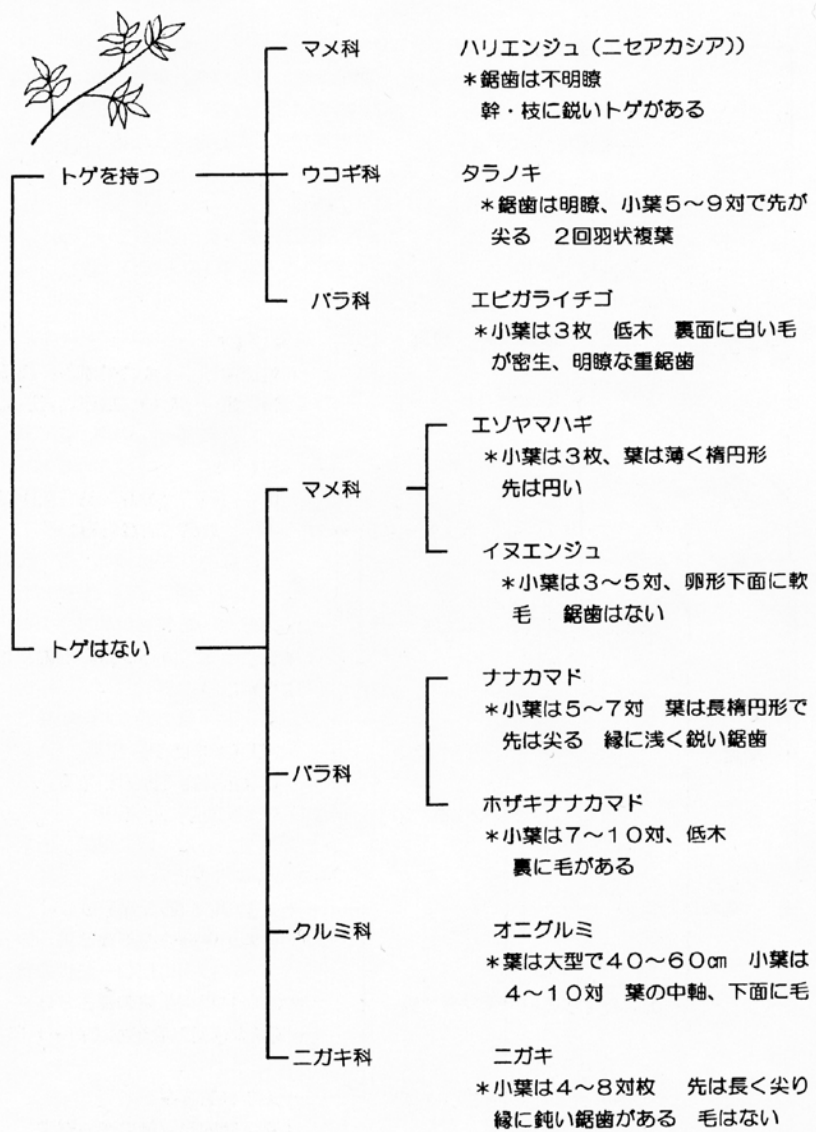 マメ科 ハリエンジュ（ニセアカシア））
＊鋸歯は不明瞭
幹・枝に鋭いトゲがある
トゲを持つ ウコギ科 タラノキ
＊鋸歯は明瞭、小葉５～９対で先が
尖る ２回羽状複葉
バラ科 エビガライチゴ
＊小葉は３枚 低木 裏面に白い毛
が密生、明瞭な重鋸歯
エゾヤマハギ
＊小葉は３枚、葉は薄く楕円形
マメ科 先は円い
イヌエンジュ
＊小葉は３～５対、卵形下面に軟
毛 鋸歯はない
トゲはない
ナナカマド
＊小葉は５～７対 葉は長楕円形で
先は尖る 縁に浅く鋭い鋸歯
バラ科
ホザキナナカマド
＊小葉は７～１０対、低木
裏に毛がある
クルミ科 オニグルミ
＊葉は大型で４０～６０㎝ 小葉は
４～１０対 葉の中軸、下面に毛
ニガキ科 ニガキ
＊小葉は４～８対枚 先は長く尖り
縁に鈍い鋸歯がある 毛はない